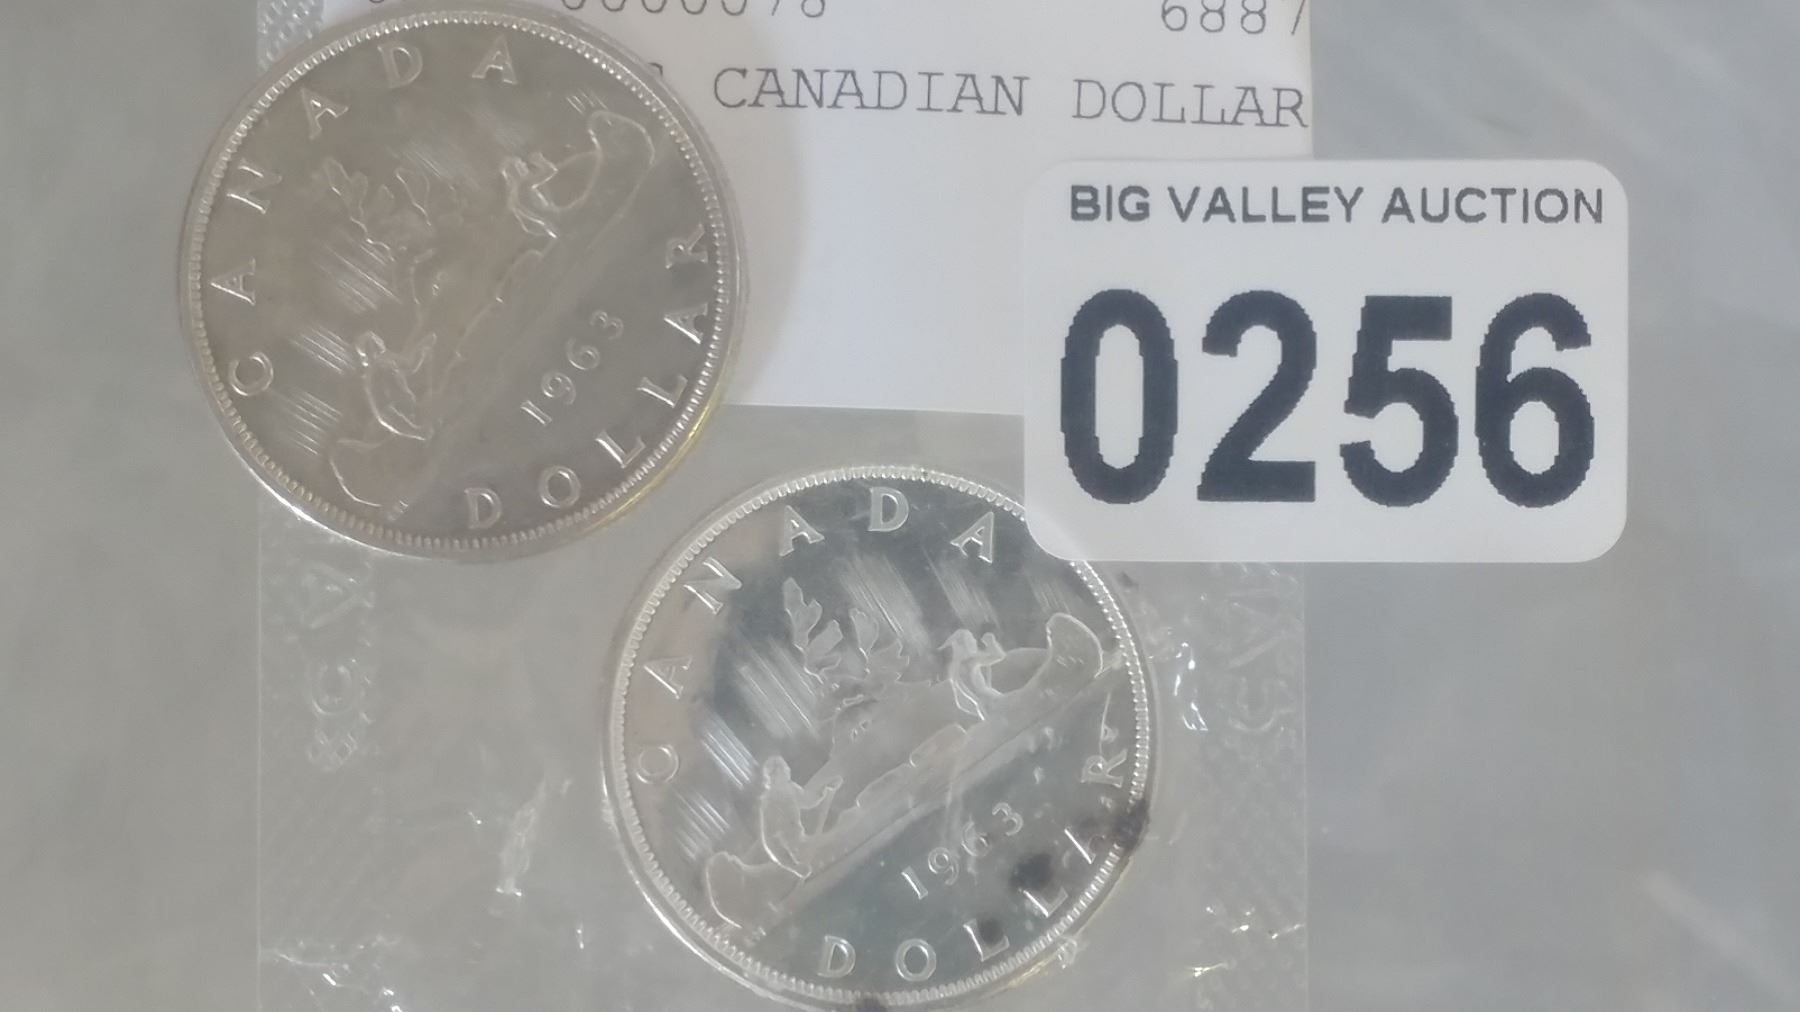 6887
CANADIAN DOLLAR
BIG VALLEY AUCTION
0256
CANADA
1963
DOLLAR
CANADA
1963
DOLLAR